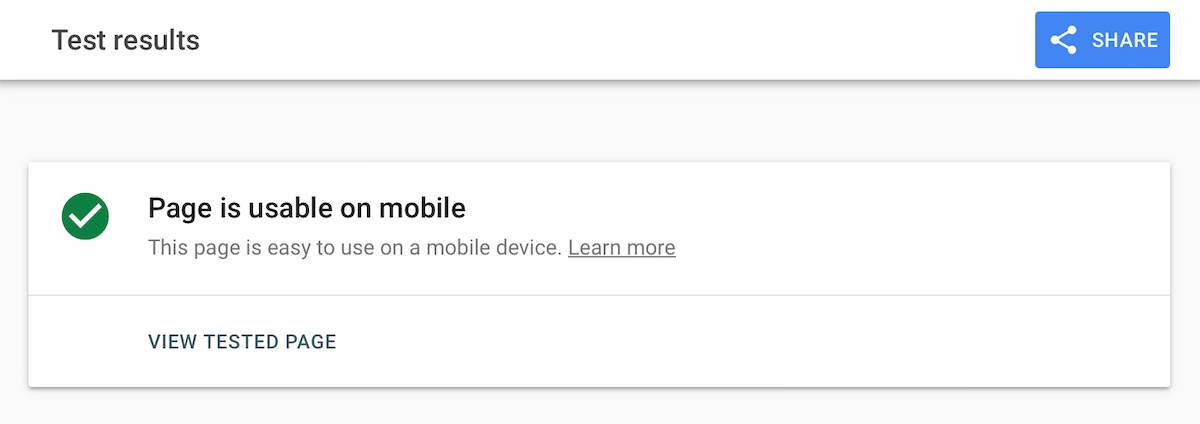 Test results
SHARE
Page is usable on mobile
This page is easy to use on a mobile device. Learn more
VIEW TESTED PAGE